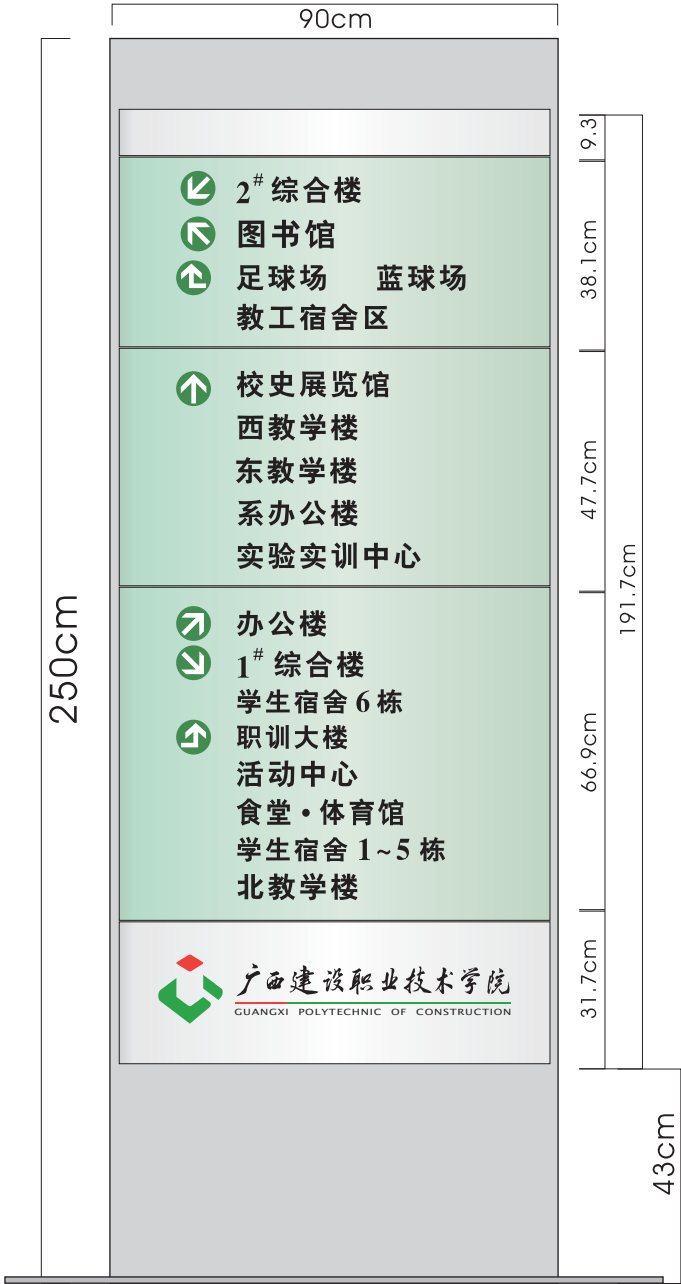 90cm
9.3
2# 综合楼
图书馆
足球场 蓝球场
教工宿舍区
38.1cm
校史展览馆
西教学楼
东教学楼
系办公楼
实验实训中心
47.7cm
191.7cm
250cm
办公楼
1# 综合楼
学生宿舍 6 栋
职训大楼
活动中心
食堂·体育馆
学生宿舍 1~5 栋
北教学楼
66.9cm
广西建设职业技术学院
GUANGXI POLYTECHNIC OF CONSTRUCTION
31.7cm
43cm